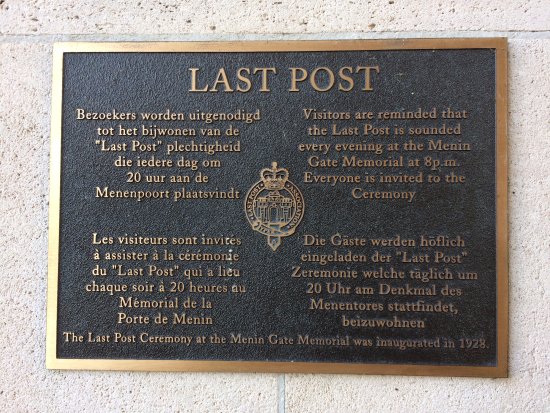 LAST POST
Bezoekers worden uitgenodigd
tot het bijwonen van de
"Last Post" plechtigheid
die iedere dag om
20 uur aan de
Menenpoort plaatsvindt
Visitors are reminded that
the Last Post is sounded
every evening at the Menin
Gate Memorial at 8p.m.
Everyone is invited to the
Ceremony
Les visiteurs sont invités
à assister à la cérémonie
du "Last Post" qui a lieu
chaque soir à 20 heures au
Mémorial de la
Porte de Menin
Die Gäste werden höflich
eingeladen der "Last Post"
Zeremonie welche täglich um
20 Uhr am Denkmal des
Menentores stattfindet,
beizuwohnen
The Last Post Ceremony at the Menin Gate Memorial was inaugurated in 1928.
LAST POST ASSOCIATION